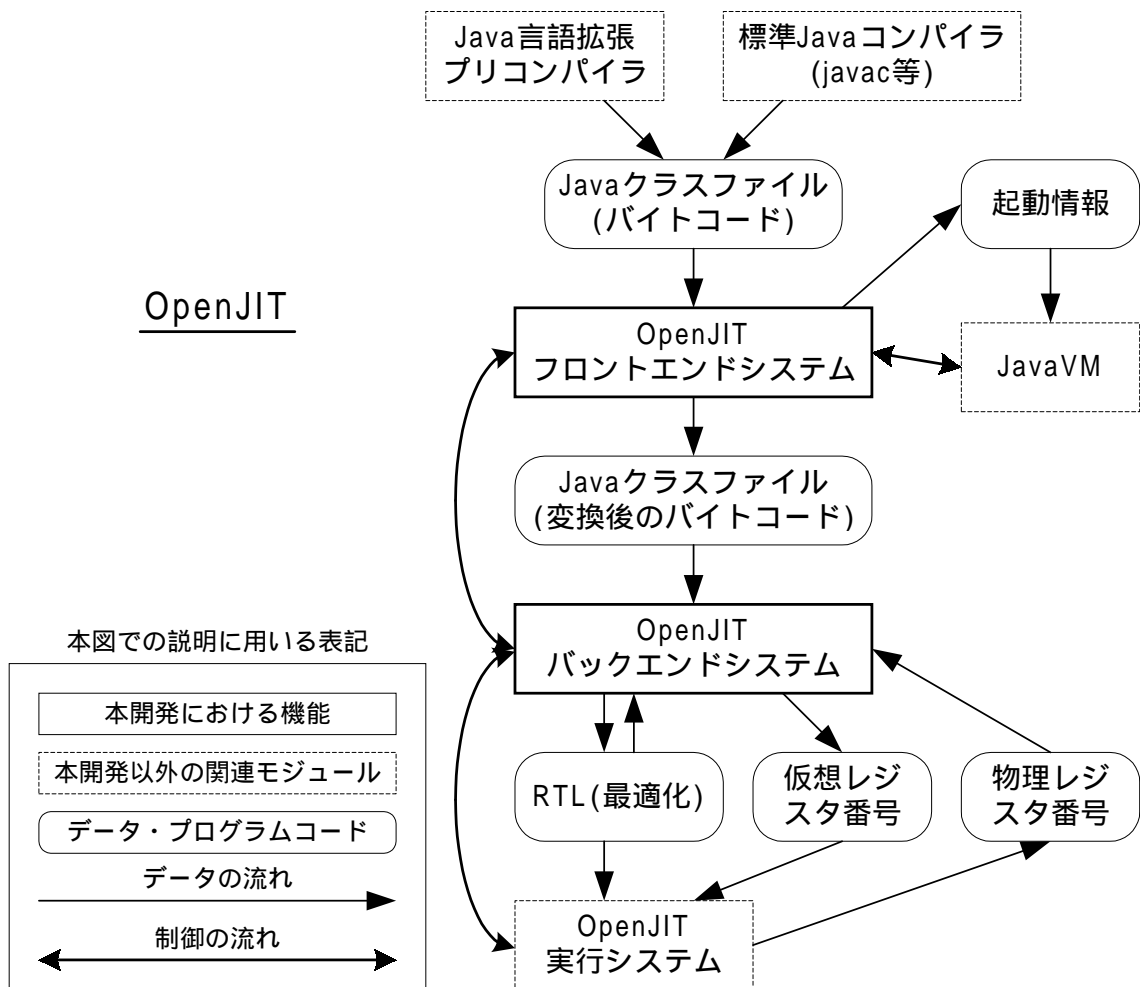 Java言語拡張
プリコンパイラ
標準Javaコンパイラ
(javac等)
Javaクラスファイル
(バイトコード)
起動情報
OpenJIT
OpenJIT
フロントエンドシステム
JavaVM
Javaクラスファイル
(変換後のバイトコード)
OpenJIT
バックエンドシステム
RTL(最適化)
仮想レジ
スタ番号
物理レジ
スタ番号
OpenJIT
実行システム
本図での説明に用いる表記
本開発における機能
本開発以外の関連モジュール
データ・プログラムコード
データの流れ
制御の流れ